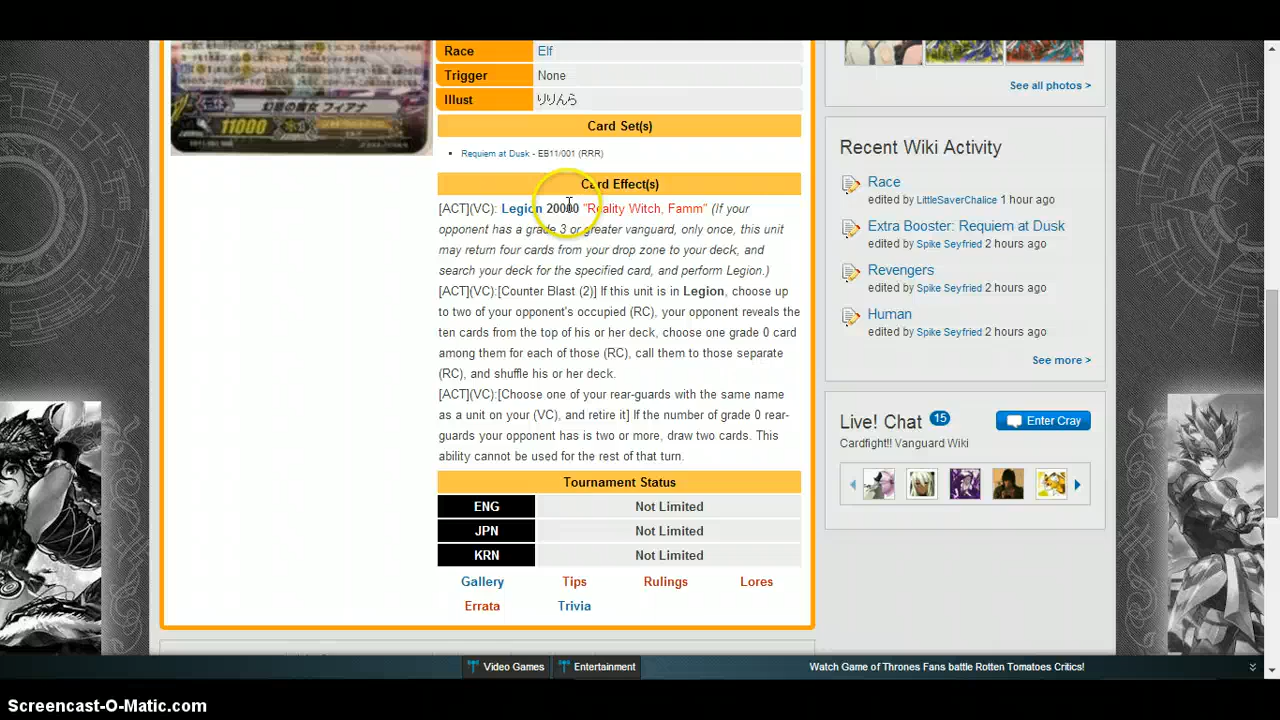 Race Elf
Trigger None
Illust りりんら
Card Set(s)
Requiem at Dusk - EB11/001 (RRR)
Card Effect(s)
[ACT](VC): Legion 20000 "Reality Witch, Famm" (If your
opponent has a grade 3 or greater vanguard, only once, this unit
may return four cards from your drop zone to your deck, and
search your deck for the specified card, and perform Legion.)
[ACT](VC):[Counter Blast (2)] If this unit is in Legion, choose up
to two of your opponent's occupied (RC), your opponent reveals the
ten cards from the top of his or her deck, choose one grade 0 card
among them for each of those (RC), call them to those separate
(RC), and shuffle his or her deck.
[ACT](VC):[Choose one of your rear-guards with the same name
as a unit on your (VC), and retire it] If the number of grade 0 rear-
guards your opponent has is two or more, draw two cards. This
ability cannot be used for the rest of that turn.
Tournament Status
ENG Not Limited
JPN Not Limited
KRN Not Limited
Gallery Tips Rulings Lores
Errata Trivia
幻惑の魔女 フィアナ
11000
See all photos >
Recent Wiki Activity
Race
edited by LittleSaverChalice 1 hour ago
Extra Booster: Requiem at Dusk
edited by Spike Seyfried 2 hours ago
Revengers
edited by Spike Seyfried 2 hours ago
Human
edited by Spike Seyfried 2 hours ago
See more >
Live! Chat 15 Enter Cray
Cardfight!! Vanguard Wiki
Video Games Entertainment Watch Game of Thrones Fans battle Rotten Tomatoes Critics!
Screencast-O-Matic.com